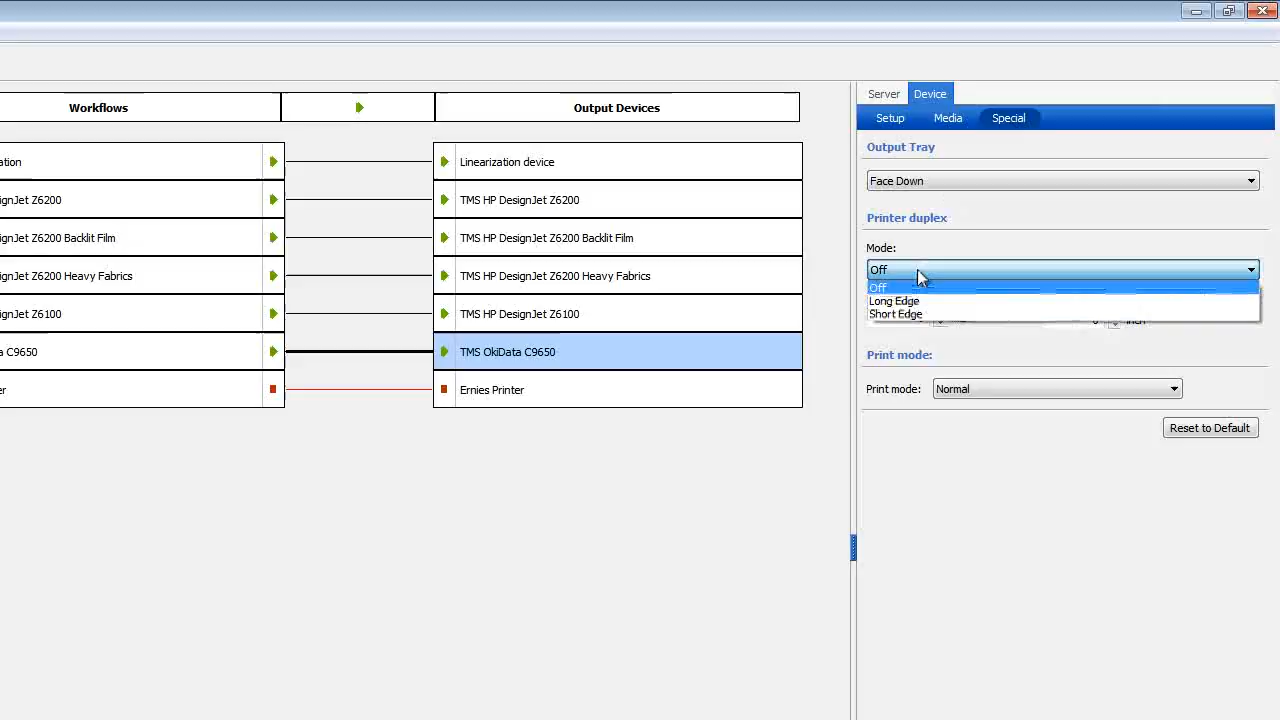 Workflows
Output Devices
ation
Linearization device
ignJet Z6200
TMS HP DesignJet Z6200
ignJet Z6200 Backlit Film
TMS HP DesignJet Z6200 Backlit Film
ignJet Z6200 Heavy Fabrics
TMS HP DesignJet Z6200 Heavy Fabrics
ignJet Z6100
TMS HP DesignJet Z6100
a C9650
TMS OkiData C9650
er
Ernies Printer
Server Device
Setup Media Special
Output Tray
Face Down
Printer duplex
Mode:
Off
Off
Long Edge
Short Edge
Print mode:
Print mode: Normal
Reset to Default